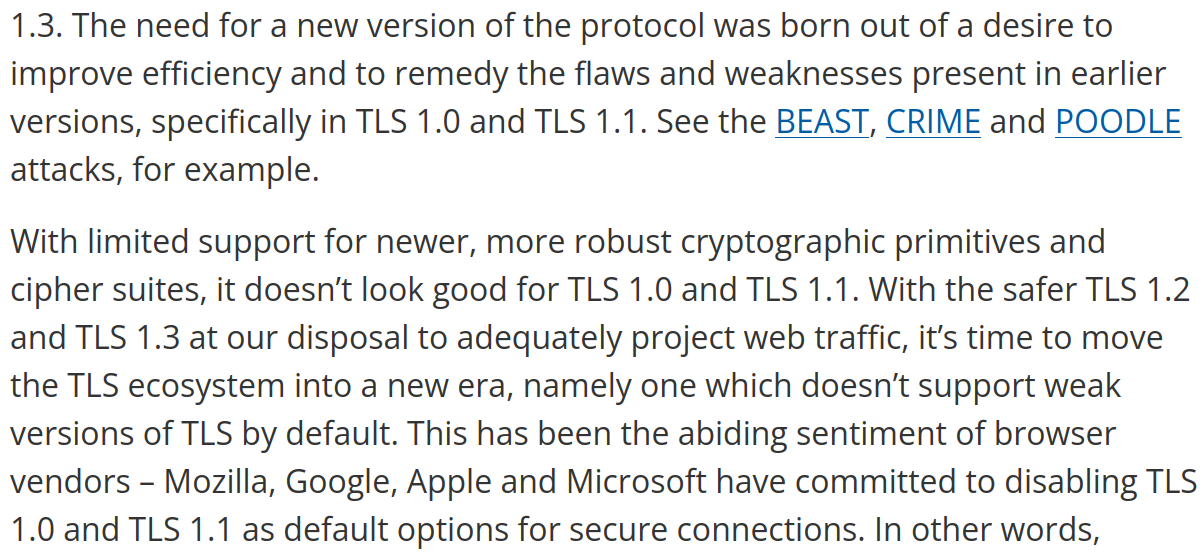 1.3. The need for a new version of the protocol was born out of a desire to
improve efficiency and to remedy the flaws and weaknesses present in earlier
versions, specifically in TLS 1.0 and TLS 1.1. See the BEAST, CRIME and POODLE
attacks, for example.
With limited support for newer, more robust cryptographic primitives and
cipher suites, it doesn’t look good for TLS 1.0 and TLS 1.1. With the safer TLS 1.2
and TLS 1.3 at our disposal to adequately project web traffic, it’s time to move
the TLS ecosystem into a new era, namely one which doesn’t support weak
versions of TLS by default. This has been the abiding sentiment of browser
vendors – Mozilla, Google, Apple and Microsoft have committed to disabling TLS
1.0 and TLS 1.1 as default options for secure connections. In other words,